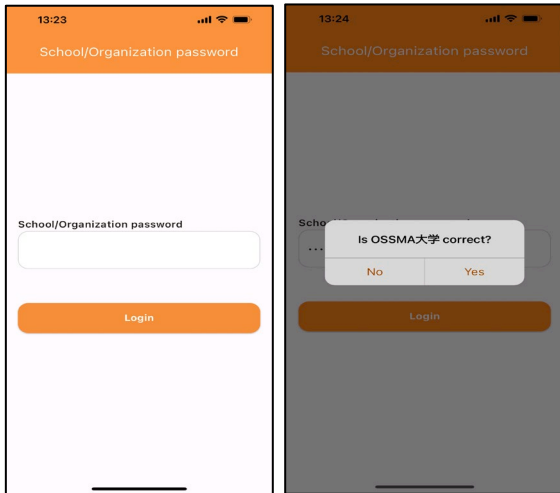 13:23
School/Organization password
School/Organization password
Login
13:24
School/Organization password
Is OSSMA大学 correct?
No
Yes
Login